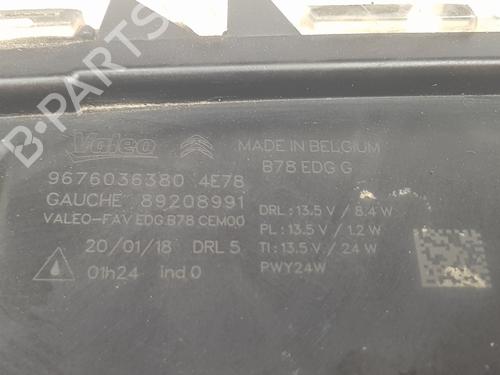 B-PARTS
Valeo
MADE IN BELGIUM
B78 EDG G
9676036380 4E78
GAUCHE 89208991
VALEO-FAV EDG B78 CEM00
20/01/18 DRL 5
01h24 ind 0
DRL : 13.5 V / 8.4 W
PL : 13.5 V / 1.2 W
TI : 13.5 V / 24 W
PWY24W